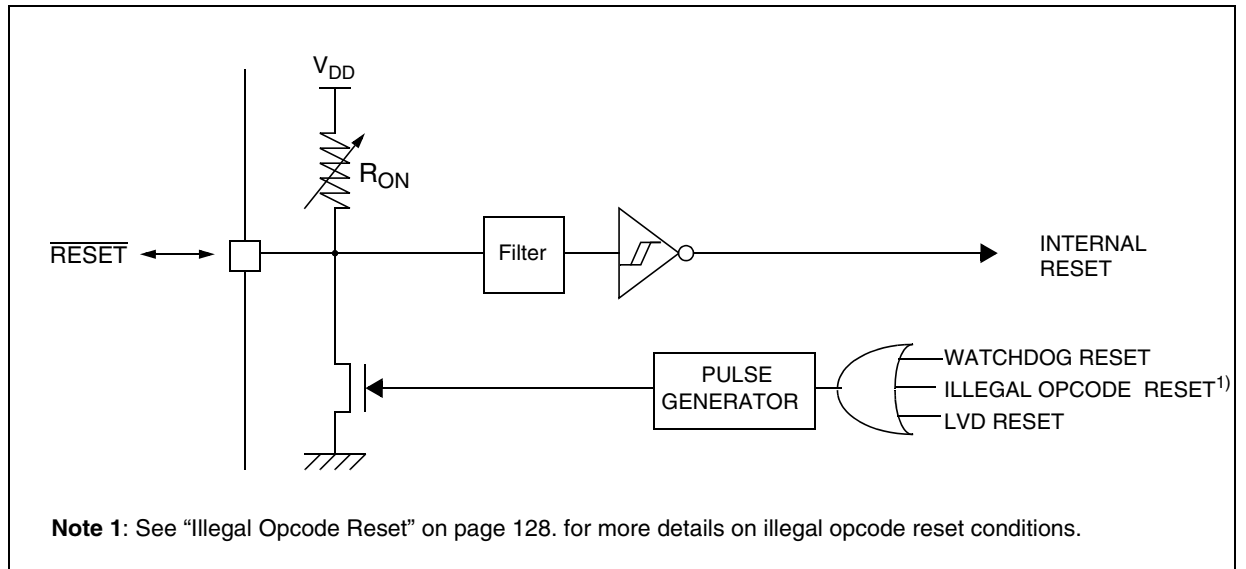 VDD
RON
RESET
Filter
INTERNAL
RESET
PULSE
GENERATOR
WATCHDOG RESET
ILLEGAL OPCODE RESET1)
LVD RESET
Note 1: See “Illegal Opcode Reset” on page 128. for more details on illegal opcode reset conditions.